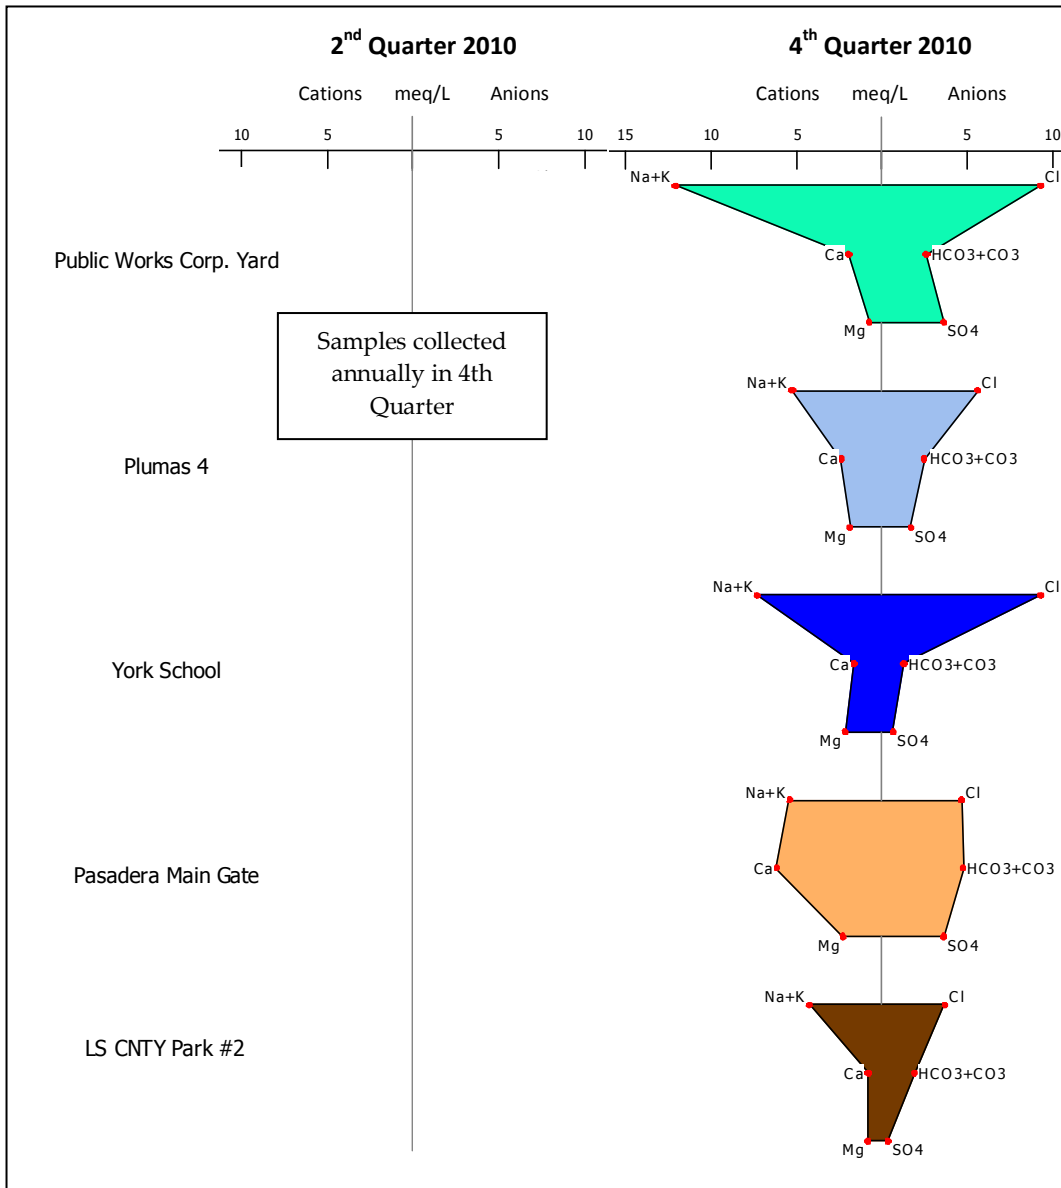 2nd Quarter 2010
4th Quarter 2010
Cations meq/L Anions
Cations meq/L Anions
10 5 5 10
15 10 5 5 10
Na+K Cl
Public Works Corp. Yard
Ca HCO3+CO3
Mg SO4
Samples collected
annually in 4th
Quarter
Na+K Cl
Plumas 4
Ca HCO3+CO3
Mg SO4
Na+K Cl
York School
Ca HCO3+CO3
Mg SO4
Na+K Cl
Pasadera Main Gate
Ca HCO3+CO3
Mg SO4
Na+K Cl
LS CNTY Park #2
Ca HCO3+CO3
Mg SO4